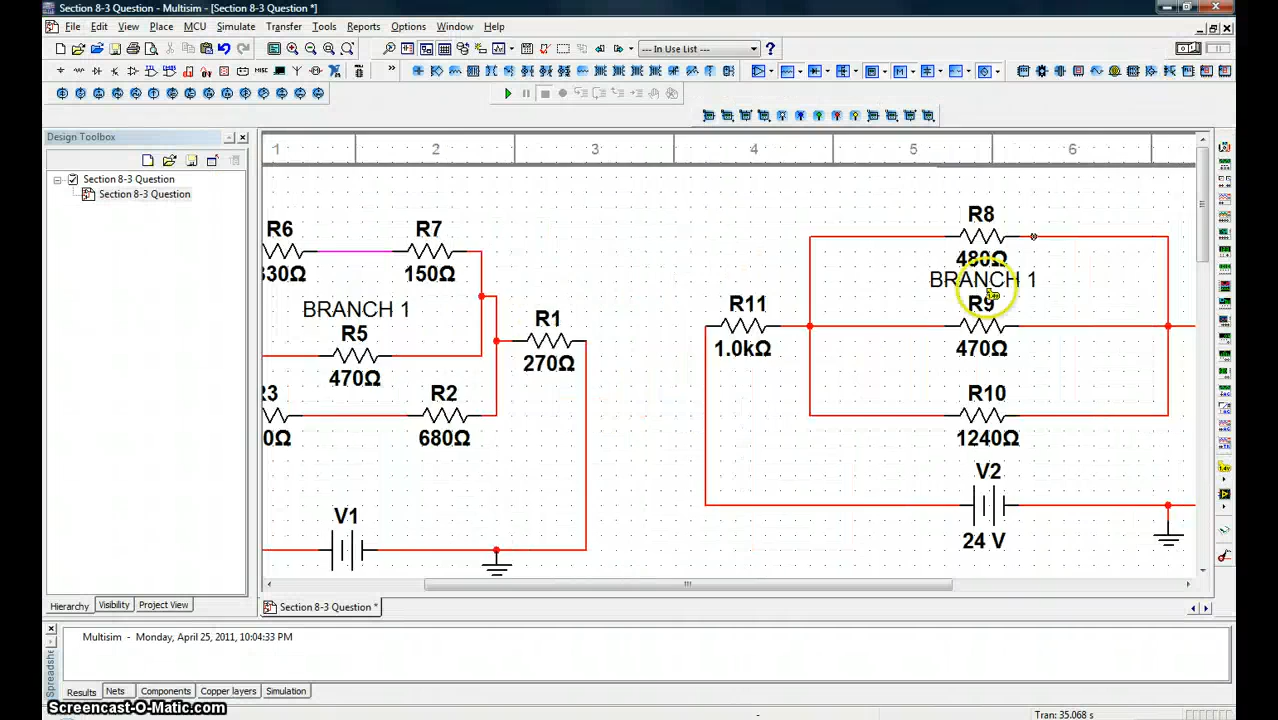 Section 8-3 Question - Multisim - [Section 8-3 Question *]
File Edit View Place MCU Simulate Transfer Tools Reports Options Window Help
--- In Use List ---
Design Toolbox
Section 8-3 Question
Section 8-3 Question
1 2 3 4 5 6
R8
480Ω
BRANCH 1
R9
470Ω
R10
1240Ω
R11
1.0kΩ
V2
24 V
R6
330Ω
R7
150Ω
BRANCH 1
R5
470Ω
R1
270Ω
R3
0Ω
R2
680Ω
V1
Hierarchy Visibility Project View
Section 8-3 Question *
Multisim - Monday, April 25, 2011, 10:04:33 PM
Spreadshe
Results Nets Components Copper layers Simulation
Screencast-O-Matic.com
- Tran: 35.068 s